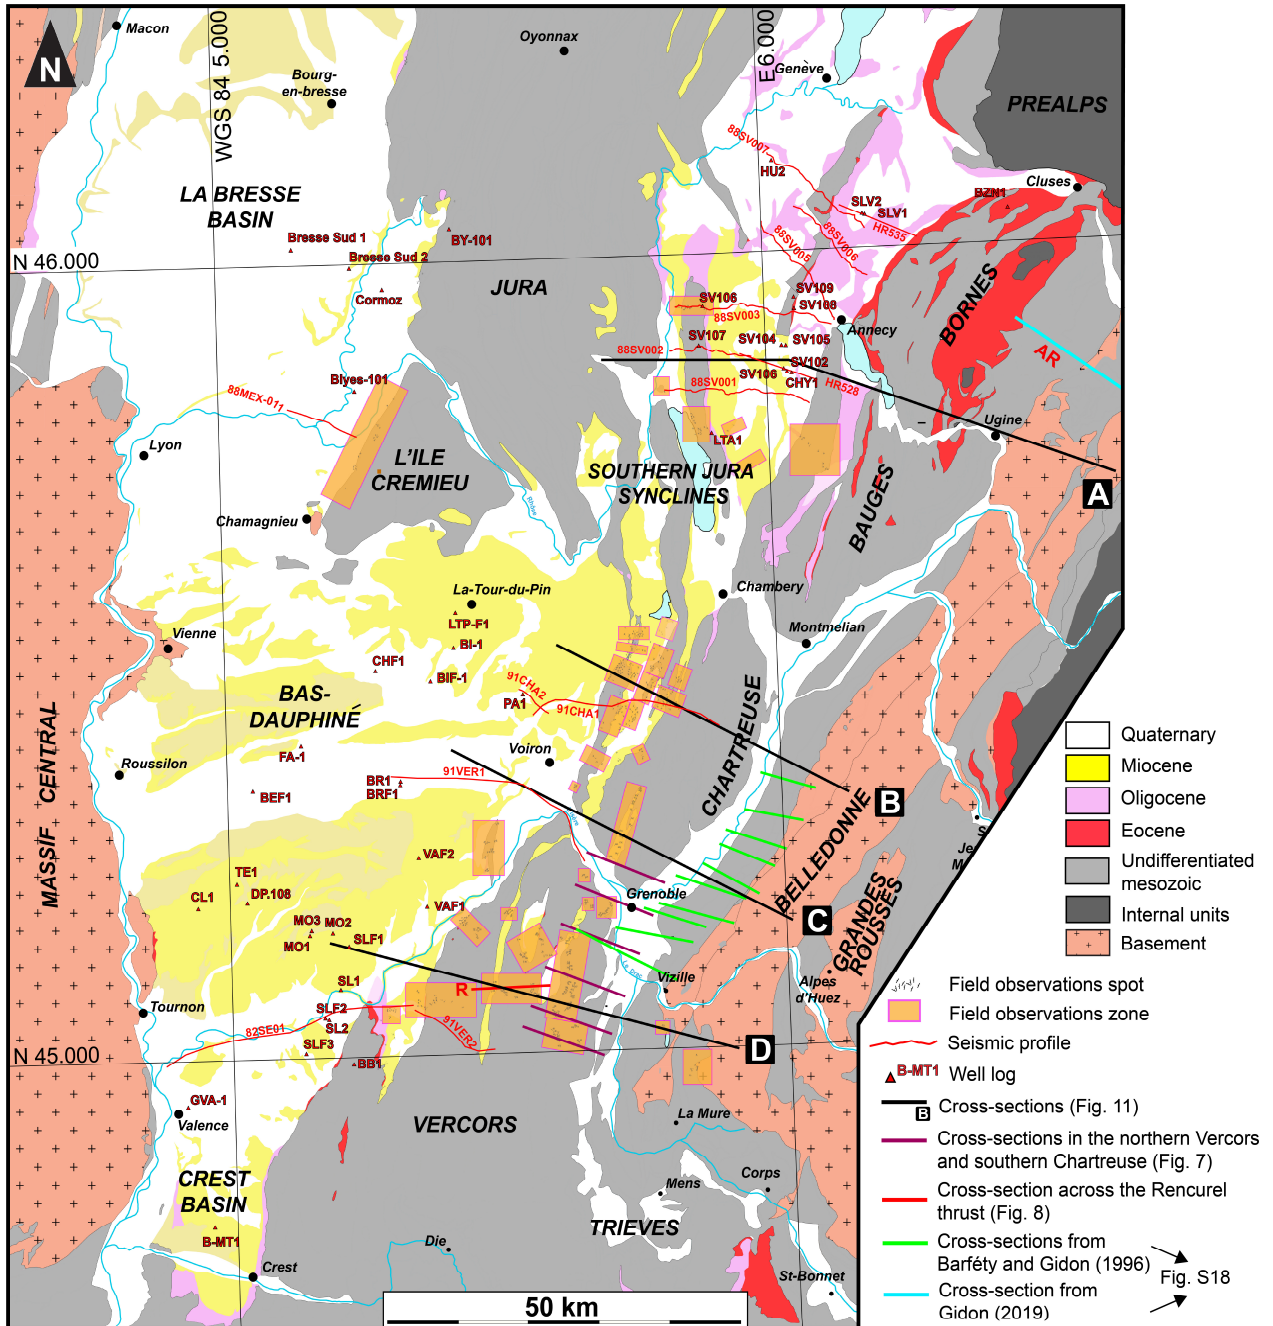 Macon
N
WGS 84 5.000
E 6.000
Oyonnax
Genève
Bourg-
en-bresse
PREALPS
88SV007
HU2
Cluses
LA BRESSE
BASIN
SLV2
SLV1
BZN1
HR535
88SV006
88SV005
Bresse Sud 1
BY-101
Bresse Sud 2
N 46.000
Cormoz
JURA
BORNES
SV109
SV106
SV108
88SV003
Annecy
SV107
SV104
SV105
AR
88SV002
SV102
SV106
CHY1
HR528
88SV001
Blyes-101
88MEX-011
Ugine
Lyon
LTA1
L'ILE
CREMIEU
SOUTHERN JURA
SYNCLINES
A
BAUGES
Rhône
Chamagnieu
La-Tour-du-Pin
Chambery
LTP-F1
Montmelian
Vienne
BI-1
CHF1
BIF-1
91CHA2
PA1
91CHA1
BAS-
DAUPHINÉ
CHARTREUSE
MASSIF CENTRAL
FA-1
Voiron
Roussilon
91VER1
BR1
BRF1
BEF1
B
BELLEDONNE
VAF2
TE1
CL1
DP.108
Grenoble
VAF1
C
GRANDES
ROUSSES
MO3
MO2
MO1
SLF1
Vizille
Alpes
d'Huez
SL1
R
Tournon
SLF2
SL2
82SE01
SLF3
91VER2
D
N 45.000
BB1
GVA-1
Valence
VERCORS
La Mure
CREST
BASIN
Corps
Mens
TRIEVES
B-MT1
Die
Crest
St-Bonnet
50 km
Quaternary
Miocene
Oligocene
Eocene
Undifferentiated
mesozoic
Internal units
Basement
Field observations spot
Field observations zone
Seismic profile
B-MT1 Well log
B
Cross-sections (Fig. 11)
Cross-sections in the northern Vercors
and southern Chartreuse (Fig. 7)
Cross-section across the Rencurel
thrust (Fig. 8)
Cross-sections from
Barféty and Gidon (1996)
Fig. S18
Cross-section from
Gidon (2019)